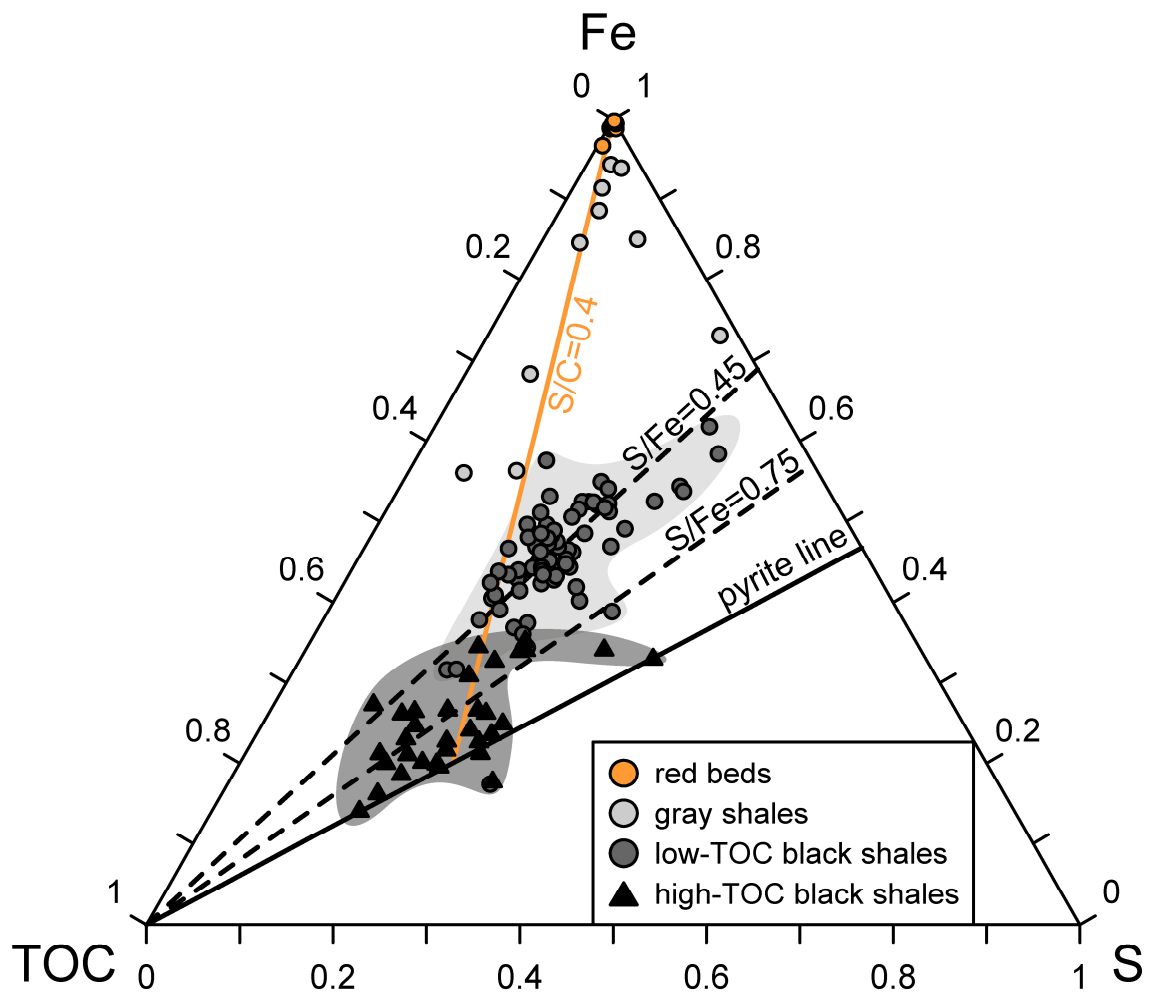 Fe
0 1
0.2 0.8
S/C=0.4
S/Fe=0.45
0.4 0.6
S/Fe=0.75
pyrite line
0.6 0.4
0.8 0.2
red beds
gray shales
low-TOC black shales
high-TOC black shales
1 0
TOC S
0 0.2 0.4 0.6 0.8 1